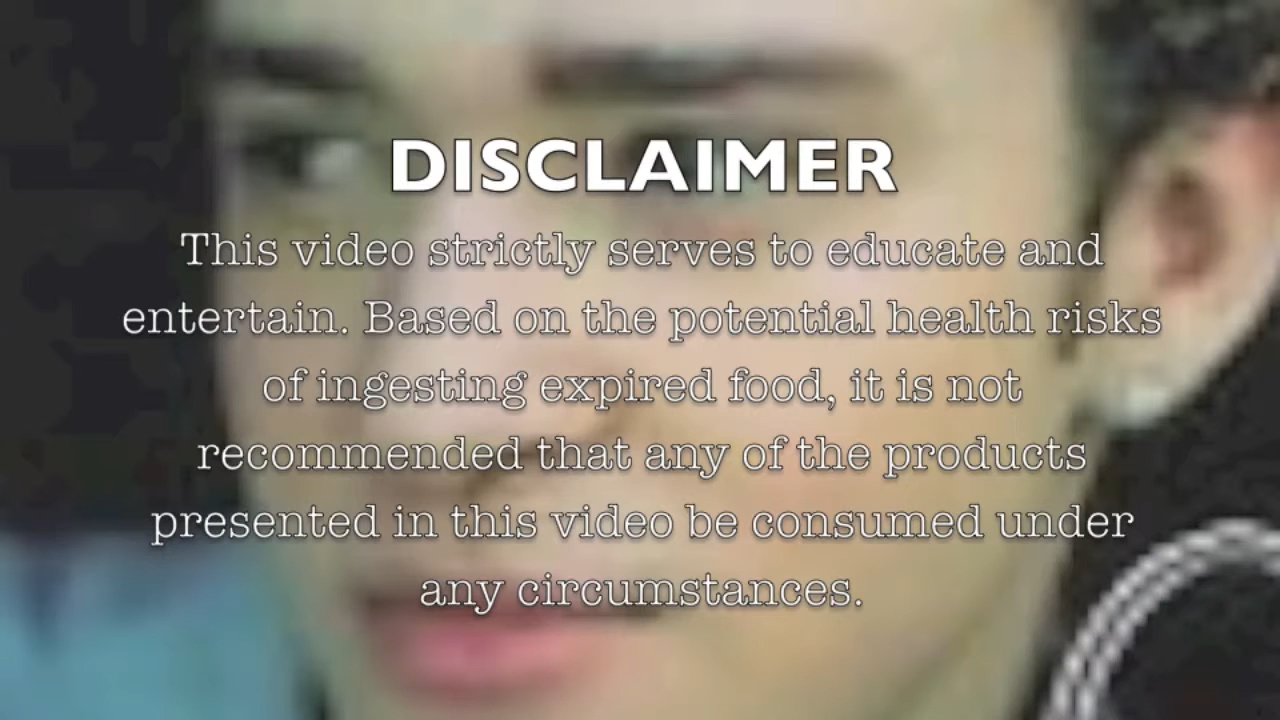 DISCLAIMER
This video strictly serves to educate and
entertain. Based on the potential health risks
of ingesting expired food, it is not
recommended that any of the products
presented in this video be consumed under
any circumstances.